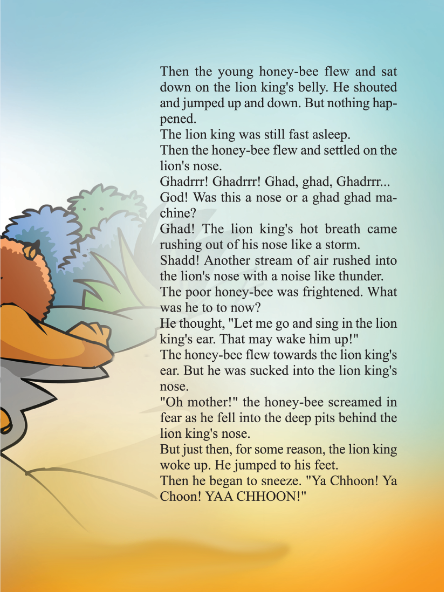 Then the young honey-bee flew and sat
down on the lion king's belly. He shouted
and jumped up and down. But nothing hap-
pened.
The lion king was still fast asleep.
Then the honey-bee flew and settled on the
lion's nose.
Ghadrrr! Ghadrrr! Ghad, ghad, Ghadrrr...
God! Was this a nose or a ghad ghad ma-
chine?
Ghad! The lion king's hot breath came
rushing out of his nose like a storm.
Shadd! Another stream of air rushed into
the lion's nose with a noise like thunder.
The poor honey-bee was frightened. What
was he to to now?
He thought, "Let me go and sing in the lion
king's ear. That may wake him up!"
The honey-bee flew towards the lion king's
ear. But he was sucked into the lion king's
nose.
"Oh mother!" the honey-bee screamed in
fear as he fell into the deep pits behind the
lion king's nose.
But just then, for some reason, the lion king
woke up. He jumped to his feet.
Then he began to sneeze. "Ya Chhoon! Ya
Choon! YAA CHHOON!"